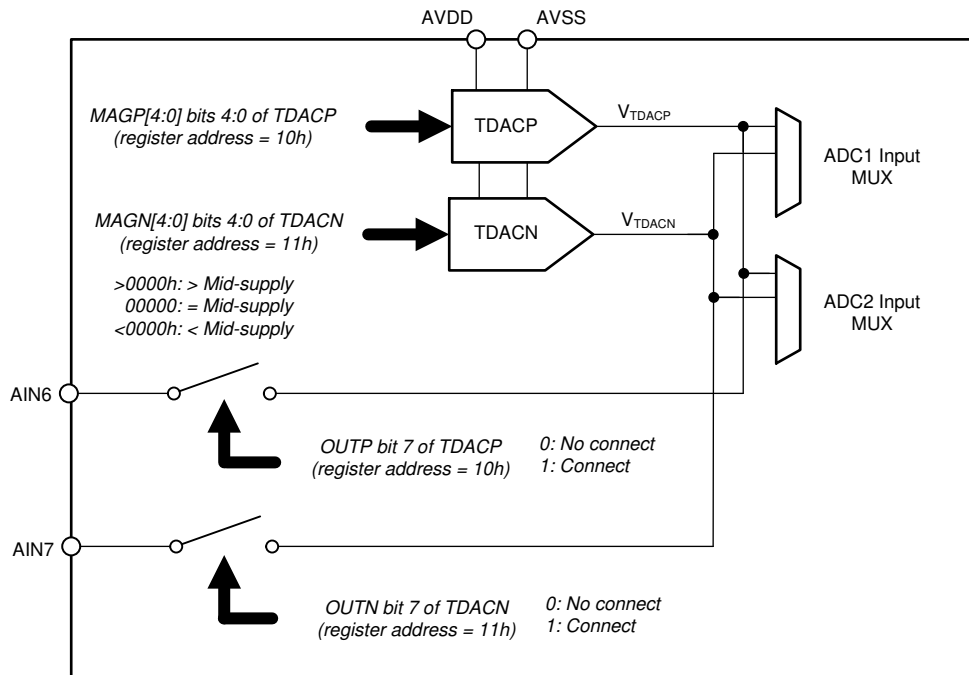 AVDD AVSS
MAGP[4:0] bits 4:0 of TDACP
(register address = 10h)
TDACP
VTDACP
ADC1 Input
MUX
MAGN[4:0] bits 4:0 of TDACN
(register address = 11h)
TDACN
VTDACN
>0000h: > Mid-supply
00000: = Mid-supply
<0000h: < Mid-supply
ADC2 Input
MUX
AIN6
OUTP bit 7 of TDACP
(register address = 10h)
0: No connect
1: Connect
AIN7
OUTN bit 7 of TDACN
(register address = 11h)
0: No connect
1: Connect